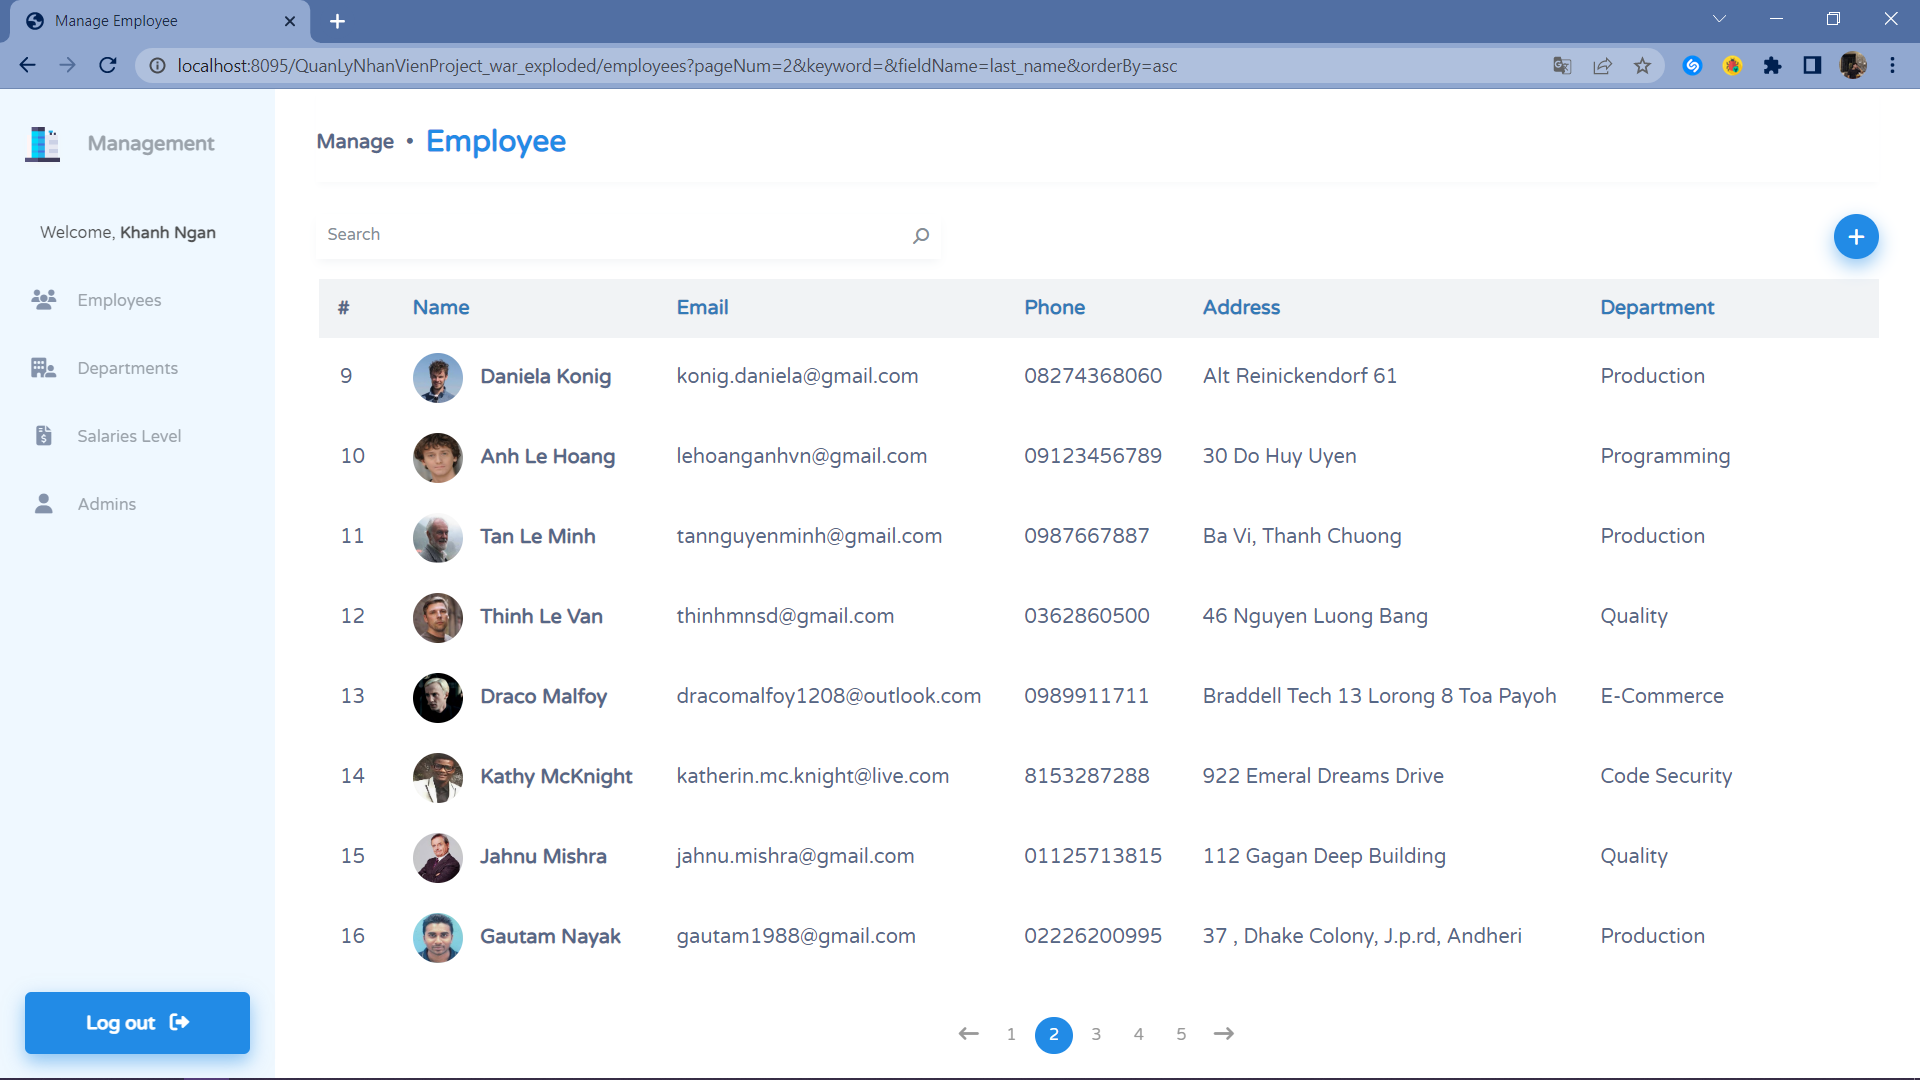 Manage Employee
localhost:8095/QuanLyNhanVienProject_war_exploded/employees?pageNum=2&keyword=&fieldName=last_name&orderBy=asc
Management
Welcome, Khanh Ngan
Employees
Departments
Salaries Level
Admins
Log out
Manage • Employee
Search
# Name Email Phone Address Department
9 Daniela Konig konig.daniela@gmail.com 08274368060 Alt Reinickendorf 61 Production
10 Anh Le Hoang lehoanganhvn@gmail.com 09123456789 30 Do Huy Uyen Programming
11 Tan Le Minh tannguyenminh@gmail.com 0987667887 Ba Vi, Thanh Chuong Production
12 Thinh Le Van thinhmnsd@gmail.com 0362860500 46 Nguyen Luong Bang Quality
13 Draco Malfoy dracomalfoy1208@outlook.com 0989911711 Braddell Tech 13 Lorong 8 Toa Payoh E-Commerce
14 Kathy McKnight katherin.mc.knight@live.com 8153287288 922 Emeral Dreams Drive Code Security
15 Jahnu Mishra jahnu.mishra@gmail.com 01125713815 112 Gagan Deep Building Quality
16 Gautam Nayak gautam1988@gmail.com 02226200995 37 , Dhake Colony, J.p.rd, Andheri Production
1 2 3 4 5